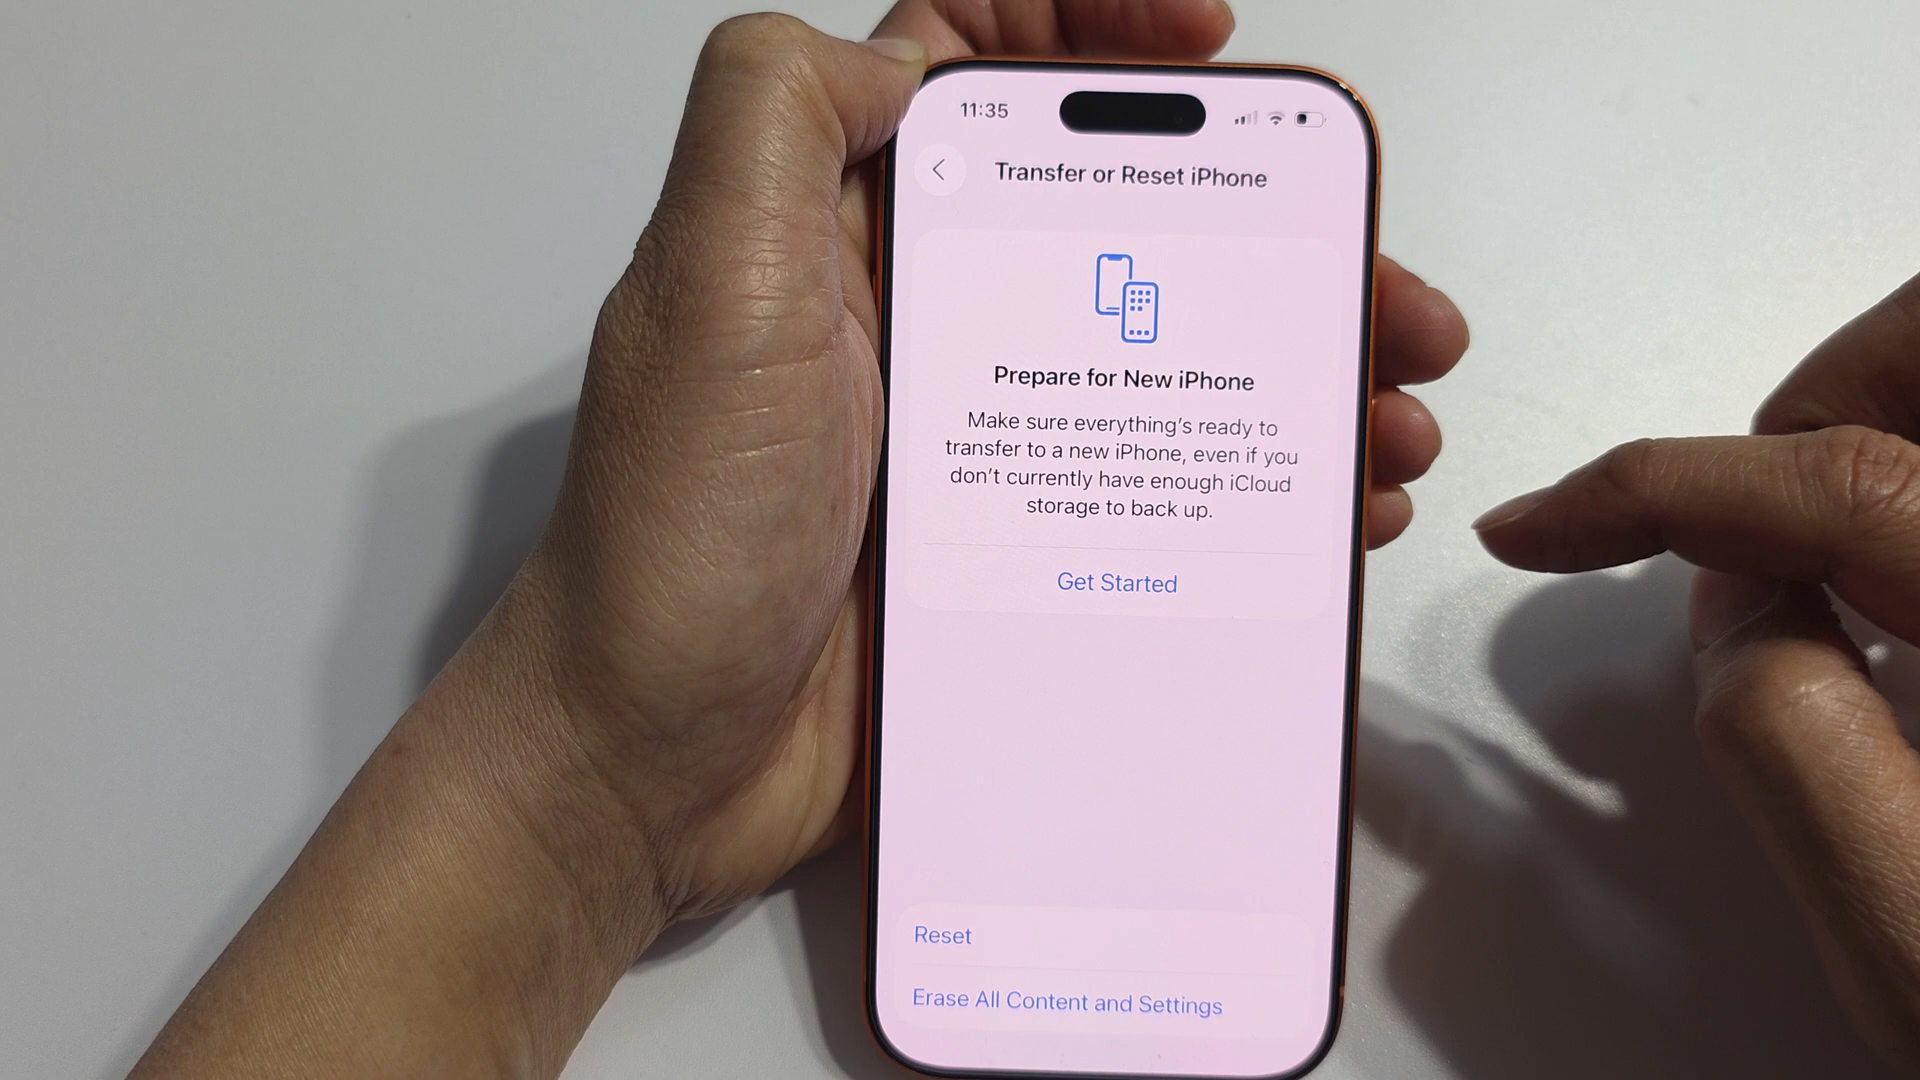 11:35
Transfer or Reset iPhone
Prepare for New iPhone
Make sure everything’s ready to
transfer to a new iPhone, even if you
don’t currently have enough iCloud
storage to back up.
Get Started
Reset
Erase All Content and Settings